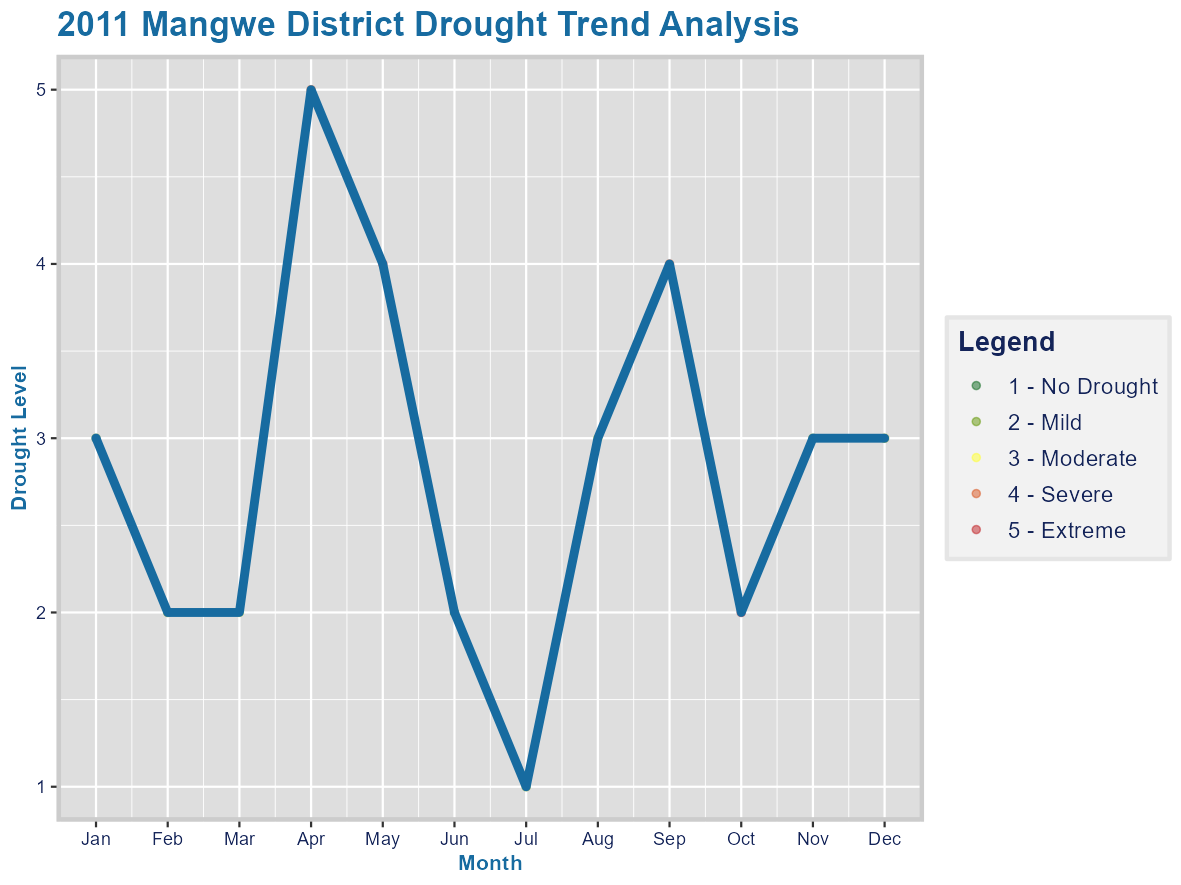 2011 Mangwe District Drought Trend Analysis
Drought Level
5
4
3
2
1
Jan Feb Mar Apr May Jun Jul Aug Sep Oct Nov Dec
Month
Legend
1 - No Drought
2 - Mild
3 - Moderate
4 - Severe
5 - Extreme